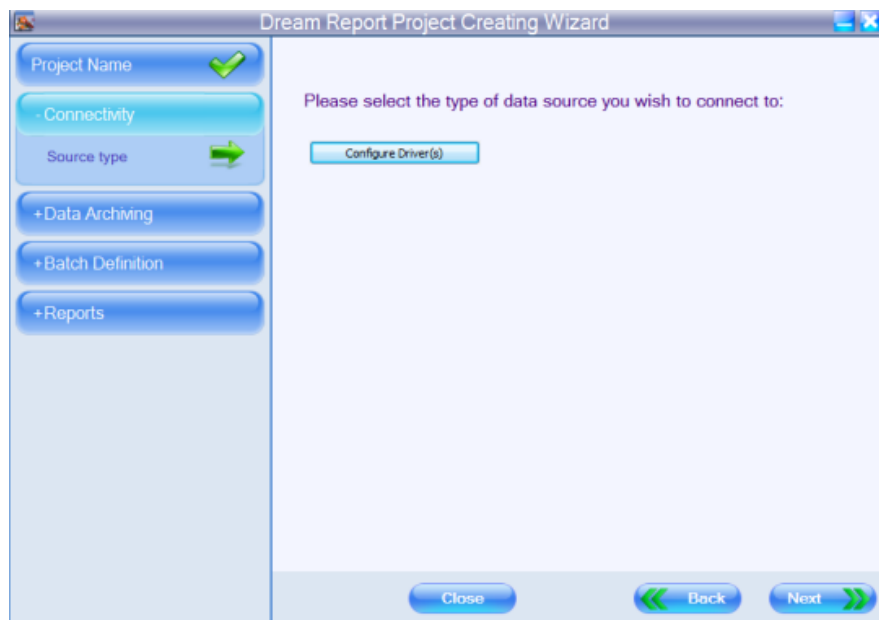 Dream Report Project Creating Wizard
Project Name
- Connectivity
Source type
+Data Archiving
+Batch Definition
+Reports
Please select the type of data source you wish to connect to:
Configure Driver(s)
Close
Back
Next